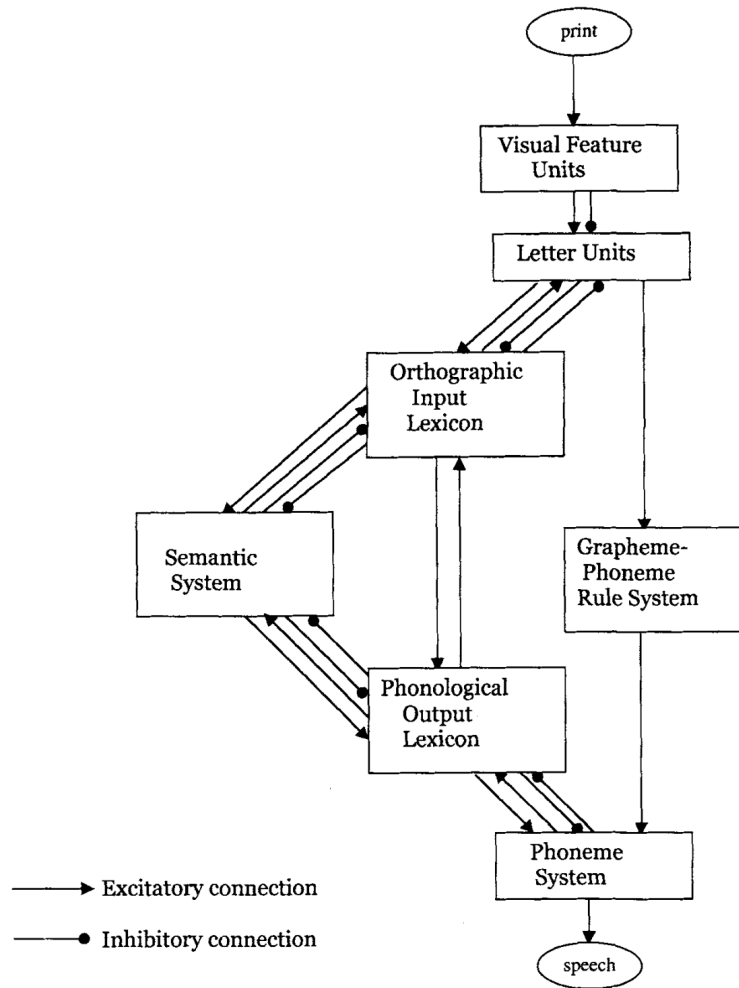 print
Visual Feature
Units
Letter Units
Orthographic
Input
Lexicon
Semantic
System
Grapheme-
Phoneme
Rule System
Phonological
Output
Lexicon
Phoneme
System
Excitatory connection
Inhibitory connection
speech